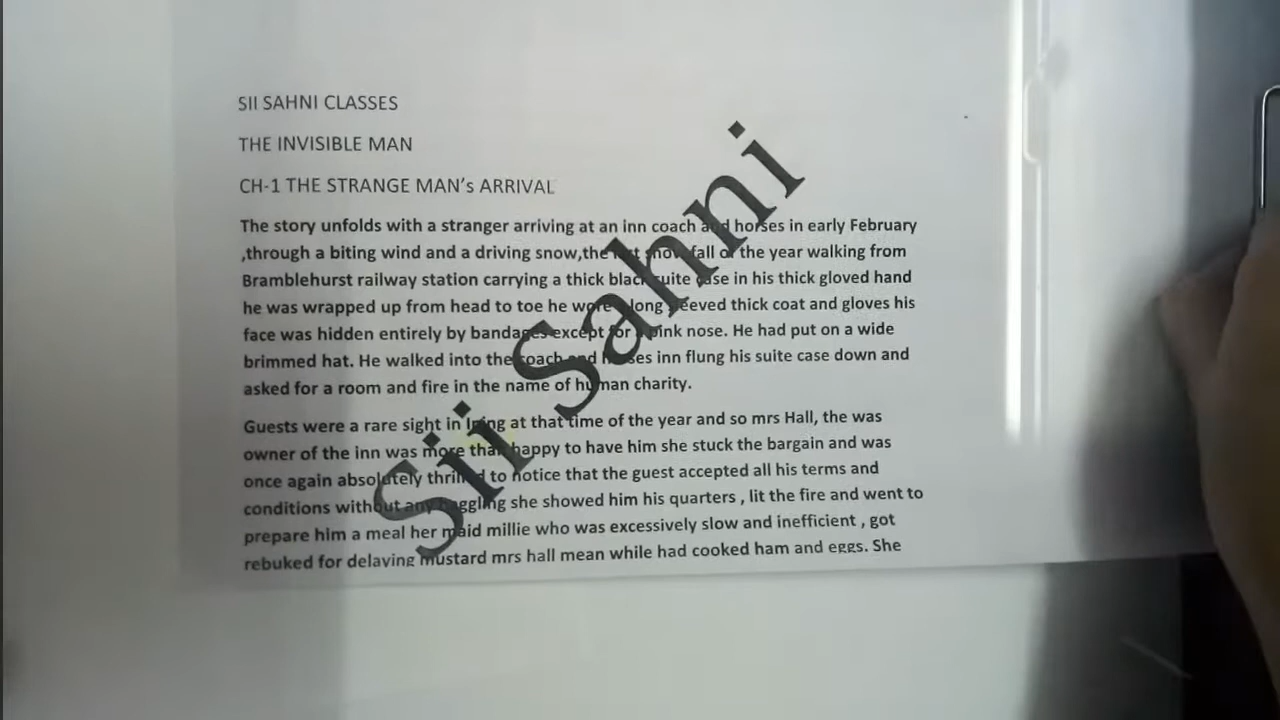 SII SAHNI CLASSES
THE INVISIBLE MAN
CH-1 THE STRANGE MAN's ARRIVAL
The story unfolds with a stranger arriving at an inn coach and horses in early February
,through a biting wind and a driving snow,the last snow fall of the year walking from
Bramblehurst railway station carrying a thick black suite case in his thick gloved hand
he was wrapped up from head to toe he wore a long sleeved thick coat and gloves his
face was hidden entirely by bandages except for a pink nose. He had put on a wide
brimmed hat. He walked into the coach and horses inn flung his suite case down and
asked for a room and fire in the name of human charity.
Guests were a rare sight in Iping at that time of the year and so mrs Hall, the was
owner of the inn was more than happy to have him she stuck the bargain and was
once again absolutely thrilled to notice that the guest accepted all his terms and
conditions without any haggling she showed him his quarters , lit the fire and went to
prepare him a meal her maid millie who was excessively slow and inefficient , got
rebuked for delaying mustard mrs hall mean while had cooked ham and eggs. She
Sii Sahni